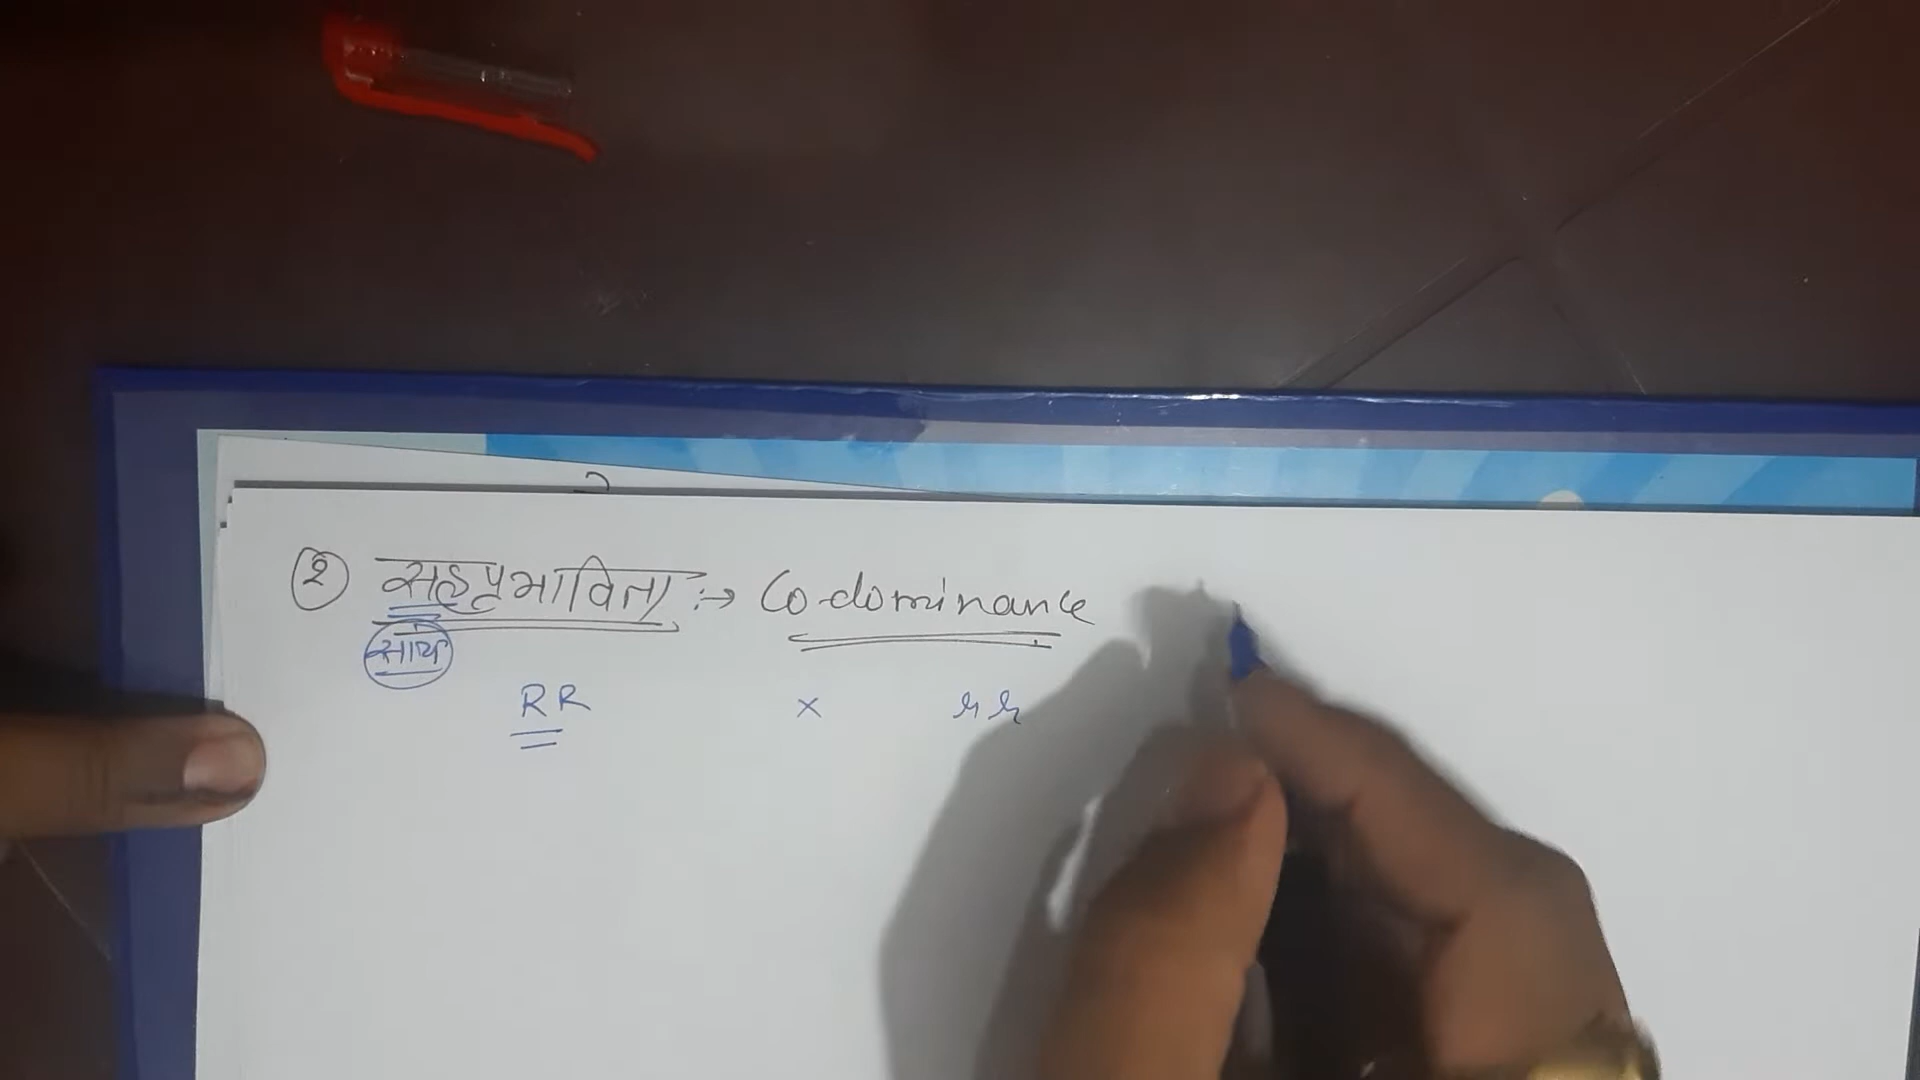 ② सहप्रभाविता :→ Co-dominance
साथ
RR × rr